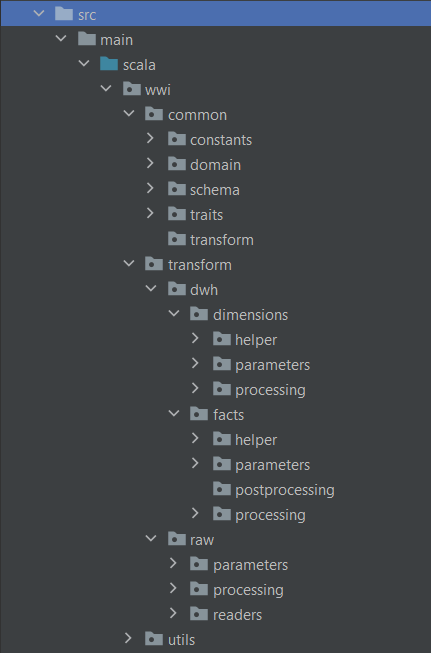 src
main
scala
wwi
common
constants
domain
schema
traits
transform
transform
dwh
dimensions
helper
parameters
processing
facts
helper
parameters
postprocessing
processing
raw
parameters
processing
readers
utils